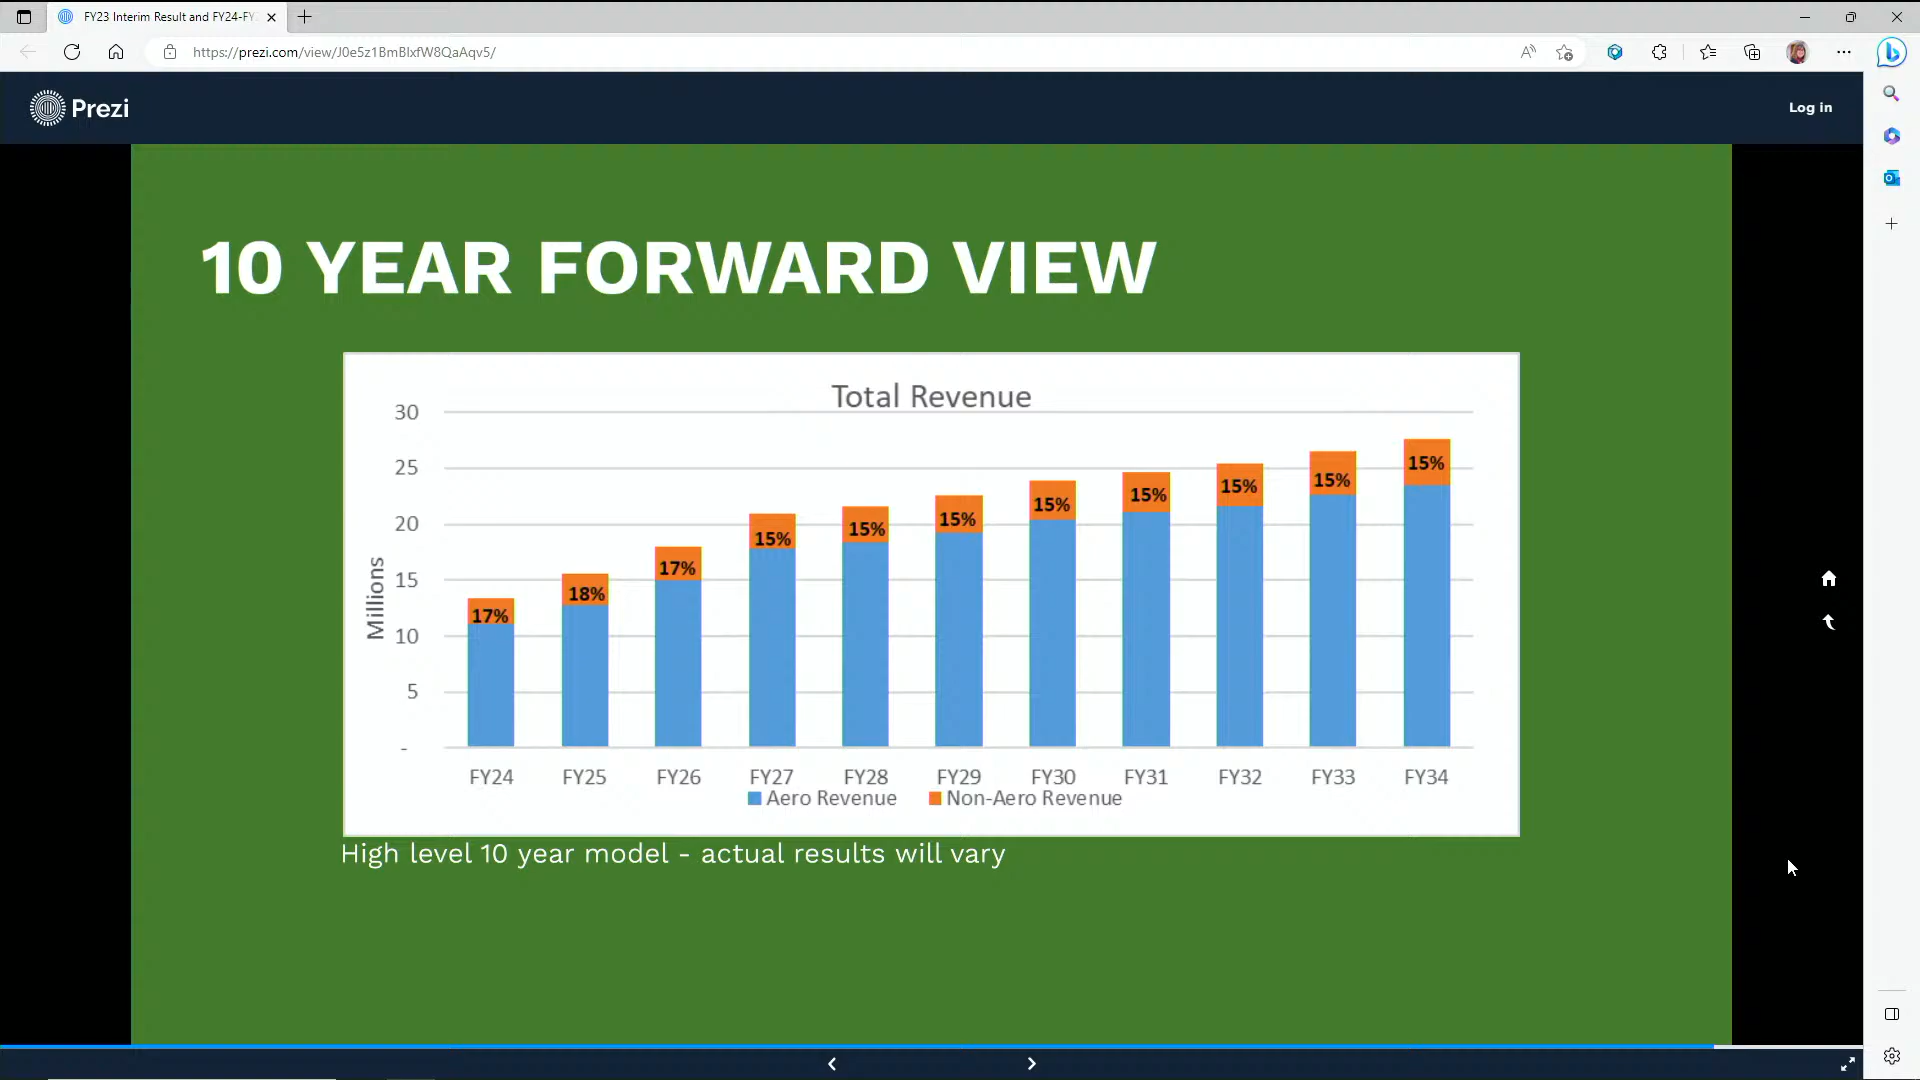 FY23 Interim Result and FY24-FY
https://prezi.com/view/J0e5z1BmBlxfW8QaAqv5/
Prezi
Log in
10 YEAR FORWARD VIEW
Total Revenue
30
25
20
15
10
5
-
Millions
17%
18%
17%
15%
15%
15%
15%
15%
15%
15%
15%
FY24 FY25 FY26 FY27 FY28 FY29 FY30 FY31 FY32 FY33 FY34
Aero Revenue Non-Aero Revenue
High level 10 year model - actual results will vary